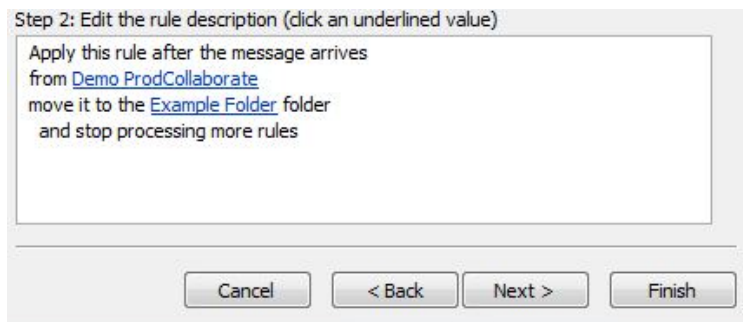 Step 2: Edit the rule description (click an underlined value)
Apply this rule after the message arrives
from Demo ProdCollaborate
move it to the Example Folder folder
and stop processing more rules
Cancel < Back Next > Finish